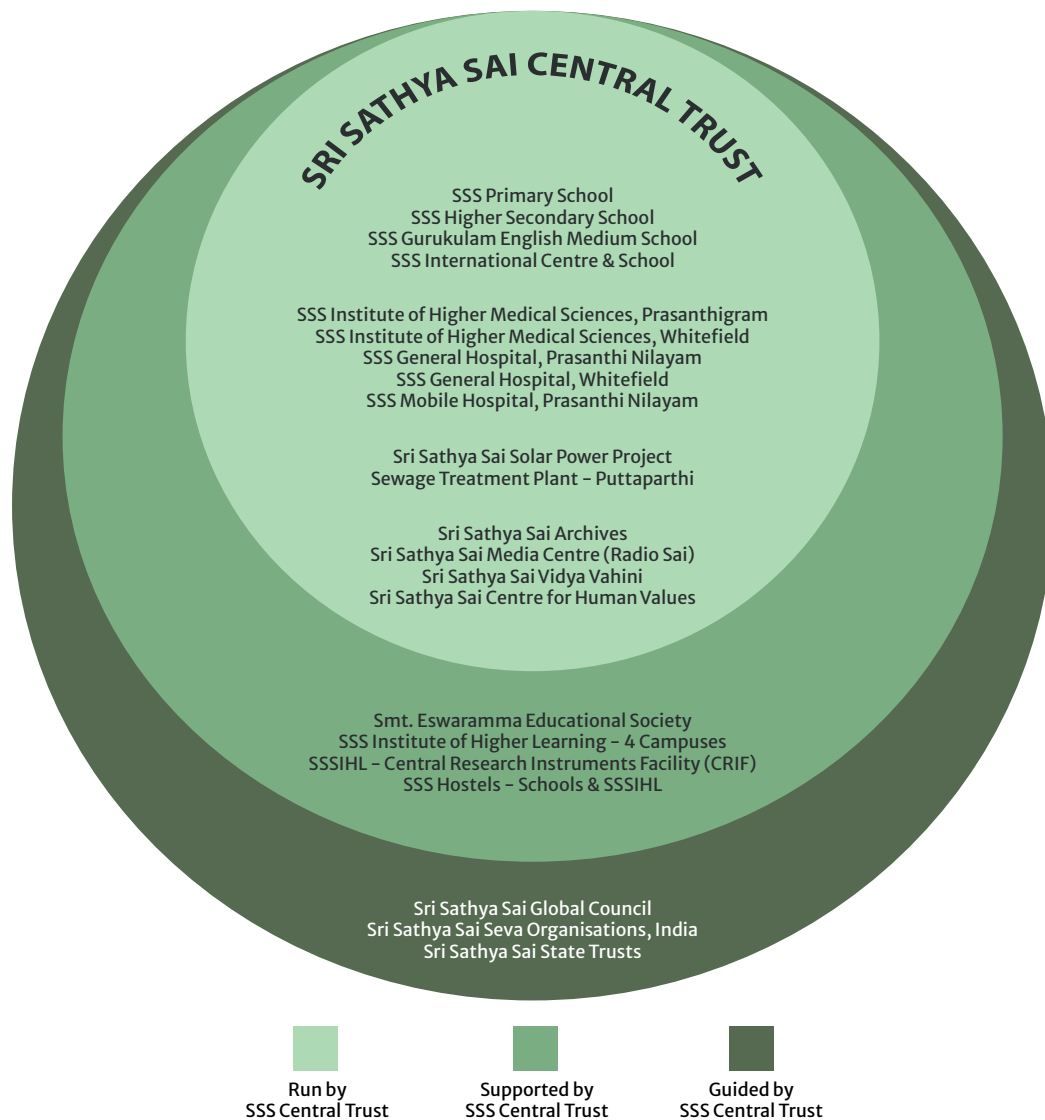 SRI SATHYA SAI CENTRAL TRUST
SSS Primary School
SSS Higher Secondary School
SSS Gurukulam English Medium School
SSS International Centre & School
SSS Institute of Higher Medical Sciences, Prasanthigram
SSS Institute of Higher Medical Sciences, Whitefield
SSS General Hospital, Prasanthi Nilayam
SSS General Hospital, Whitefield
SSS Mobile Hospital, Prasanthi Nilayam
Sri Sathya Sai Solar Power Project
Sewage Treatment Plant – Puttaparthi
Sri Sathya Sai Archives
Sri Sathya Sai Media Centre (Radio Sai)
Sri Sathya Sai Vidya Vahini
Sri Sathya Sai Centre for Human Values
Smt. Eswaramma Educational Society
SSS Institute of Higher Learning – 4 Campuses
SSSIHL – Central Research Instruments Facility (CRIF)
SSS Hostels – Schools & SSSIHL
Sri Sathya Sai Global Council
Sri Sathya Sai Seva Organisations, India
Sri Sathya Sai State Trusts
Run by
SSS Central Trust
Supported by
SSS Central Trust
Guided by
SSS Central Trust